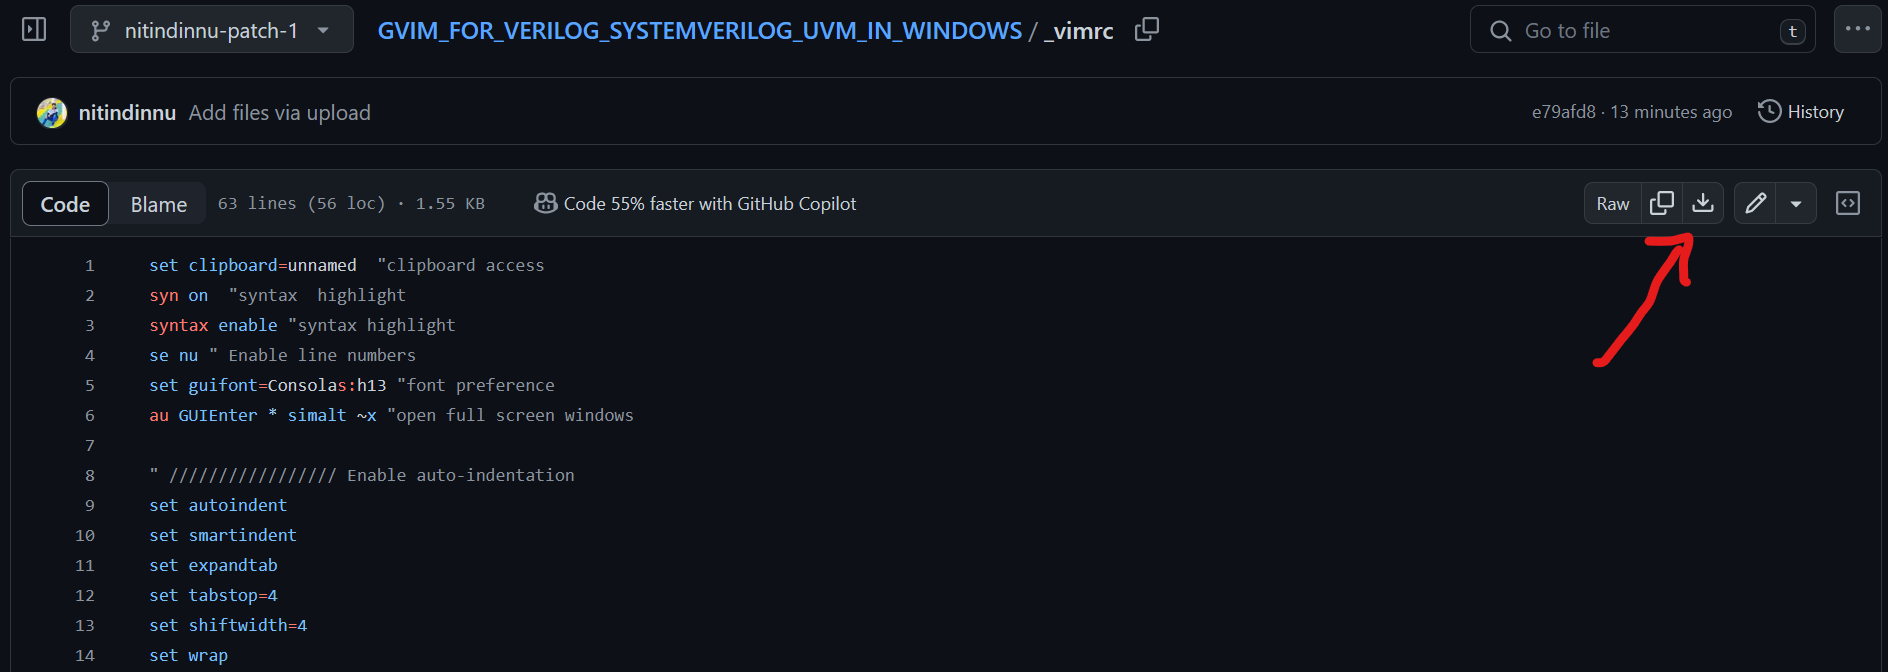 nitindinnu-patch-1 GVIM_FOR_VERILOG_SYSTEMVERILOG_UVM_IN_WINDOWS / _vimrc Go to file t
nitindinnu Add files via upload e79afd8 · 13 minutes ago History
Code Blame 63 lines (56 loc) · 1.55 KB Code 55% faster with GitHub Copilot Raw
1 set clipboard=unnamed "clipboard access
2 syn on "syntax highlight
3 syntax enable "syntax highlight
4 se nu " Enable line numbers
5 set guifont=Consolas:h13 "font preference
6 au GUIEnter * simalt ~x "open full screen windows
7
8 " ///////////////// Enable auto-indentation
9 set autoindent
10 set smartindent
11 set expandtab
12 set tabstop=4
13 set shiftwidth=4
14 set wrap